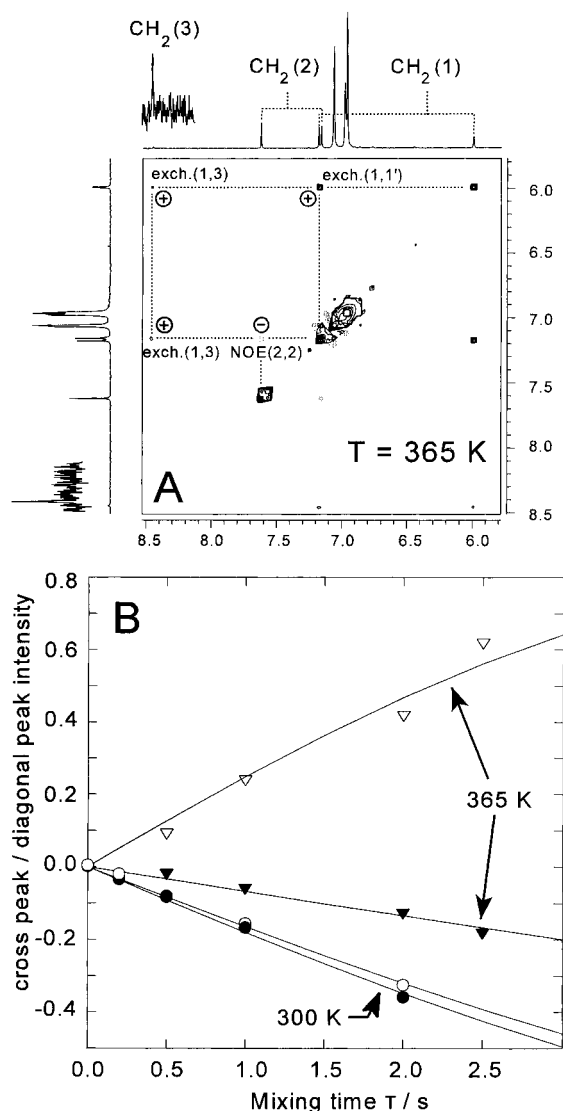 CH2(3)
CH2(2)
CH2(1)
exch.(1,3)
exch.(1,1')
+
+
+
−
exch.(1,3) NOE(2,2)
T = 365 K
A
6.0
6.5
7.0
7.5
8.0
8.5
8.5 8.0 7.5 7.0 6.5 6.0
B
cross peak / diagonal peak intensity
0.8
0.6
0.4
0.2
0.0
-0.2
-0.4
365 K
300 K
0.0 0.5 1.0 1.5 2.0 2.5
Mixing time τ / s